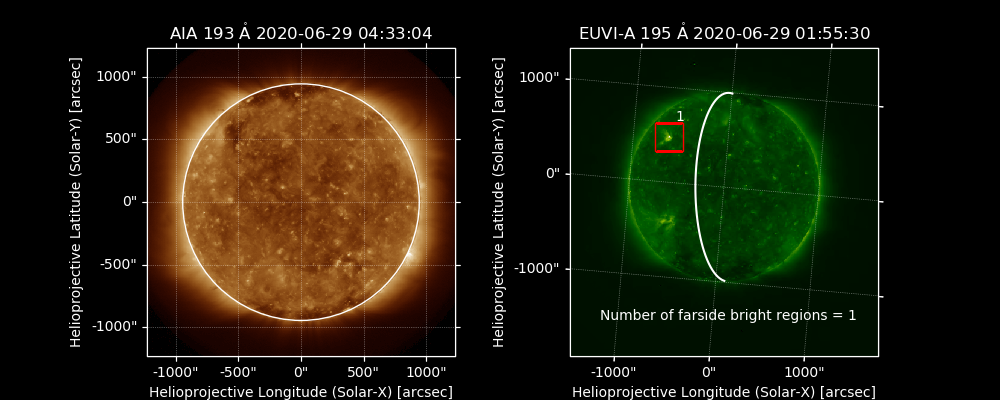 AIA 193 Å 2020-06-29 04:33:04
Helioprojective Latitude (Solar-Y) [arcsec]
1000"
500"
0"
-500"
-1000"
-1000" -500" 0" 500" 1000"
Helioprojective Longitude (Solar-X) [arcsec]
EUVI-A 195 Å 2020-06-29 01:55:30
Helioprojective Latitude (Solar-Y) [arcsec]
1000"
0"
-1000"
1
Number of farside bright regions = 1
-1000" 0" 1000"
Helioprojective Longitude (Solar-X) [arcsec]